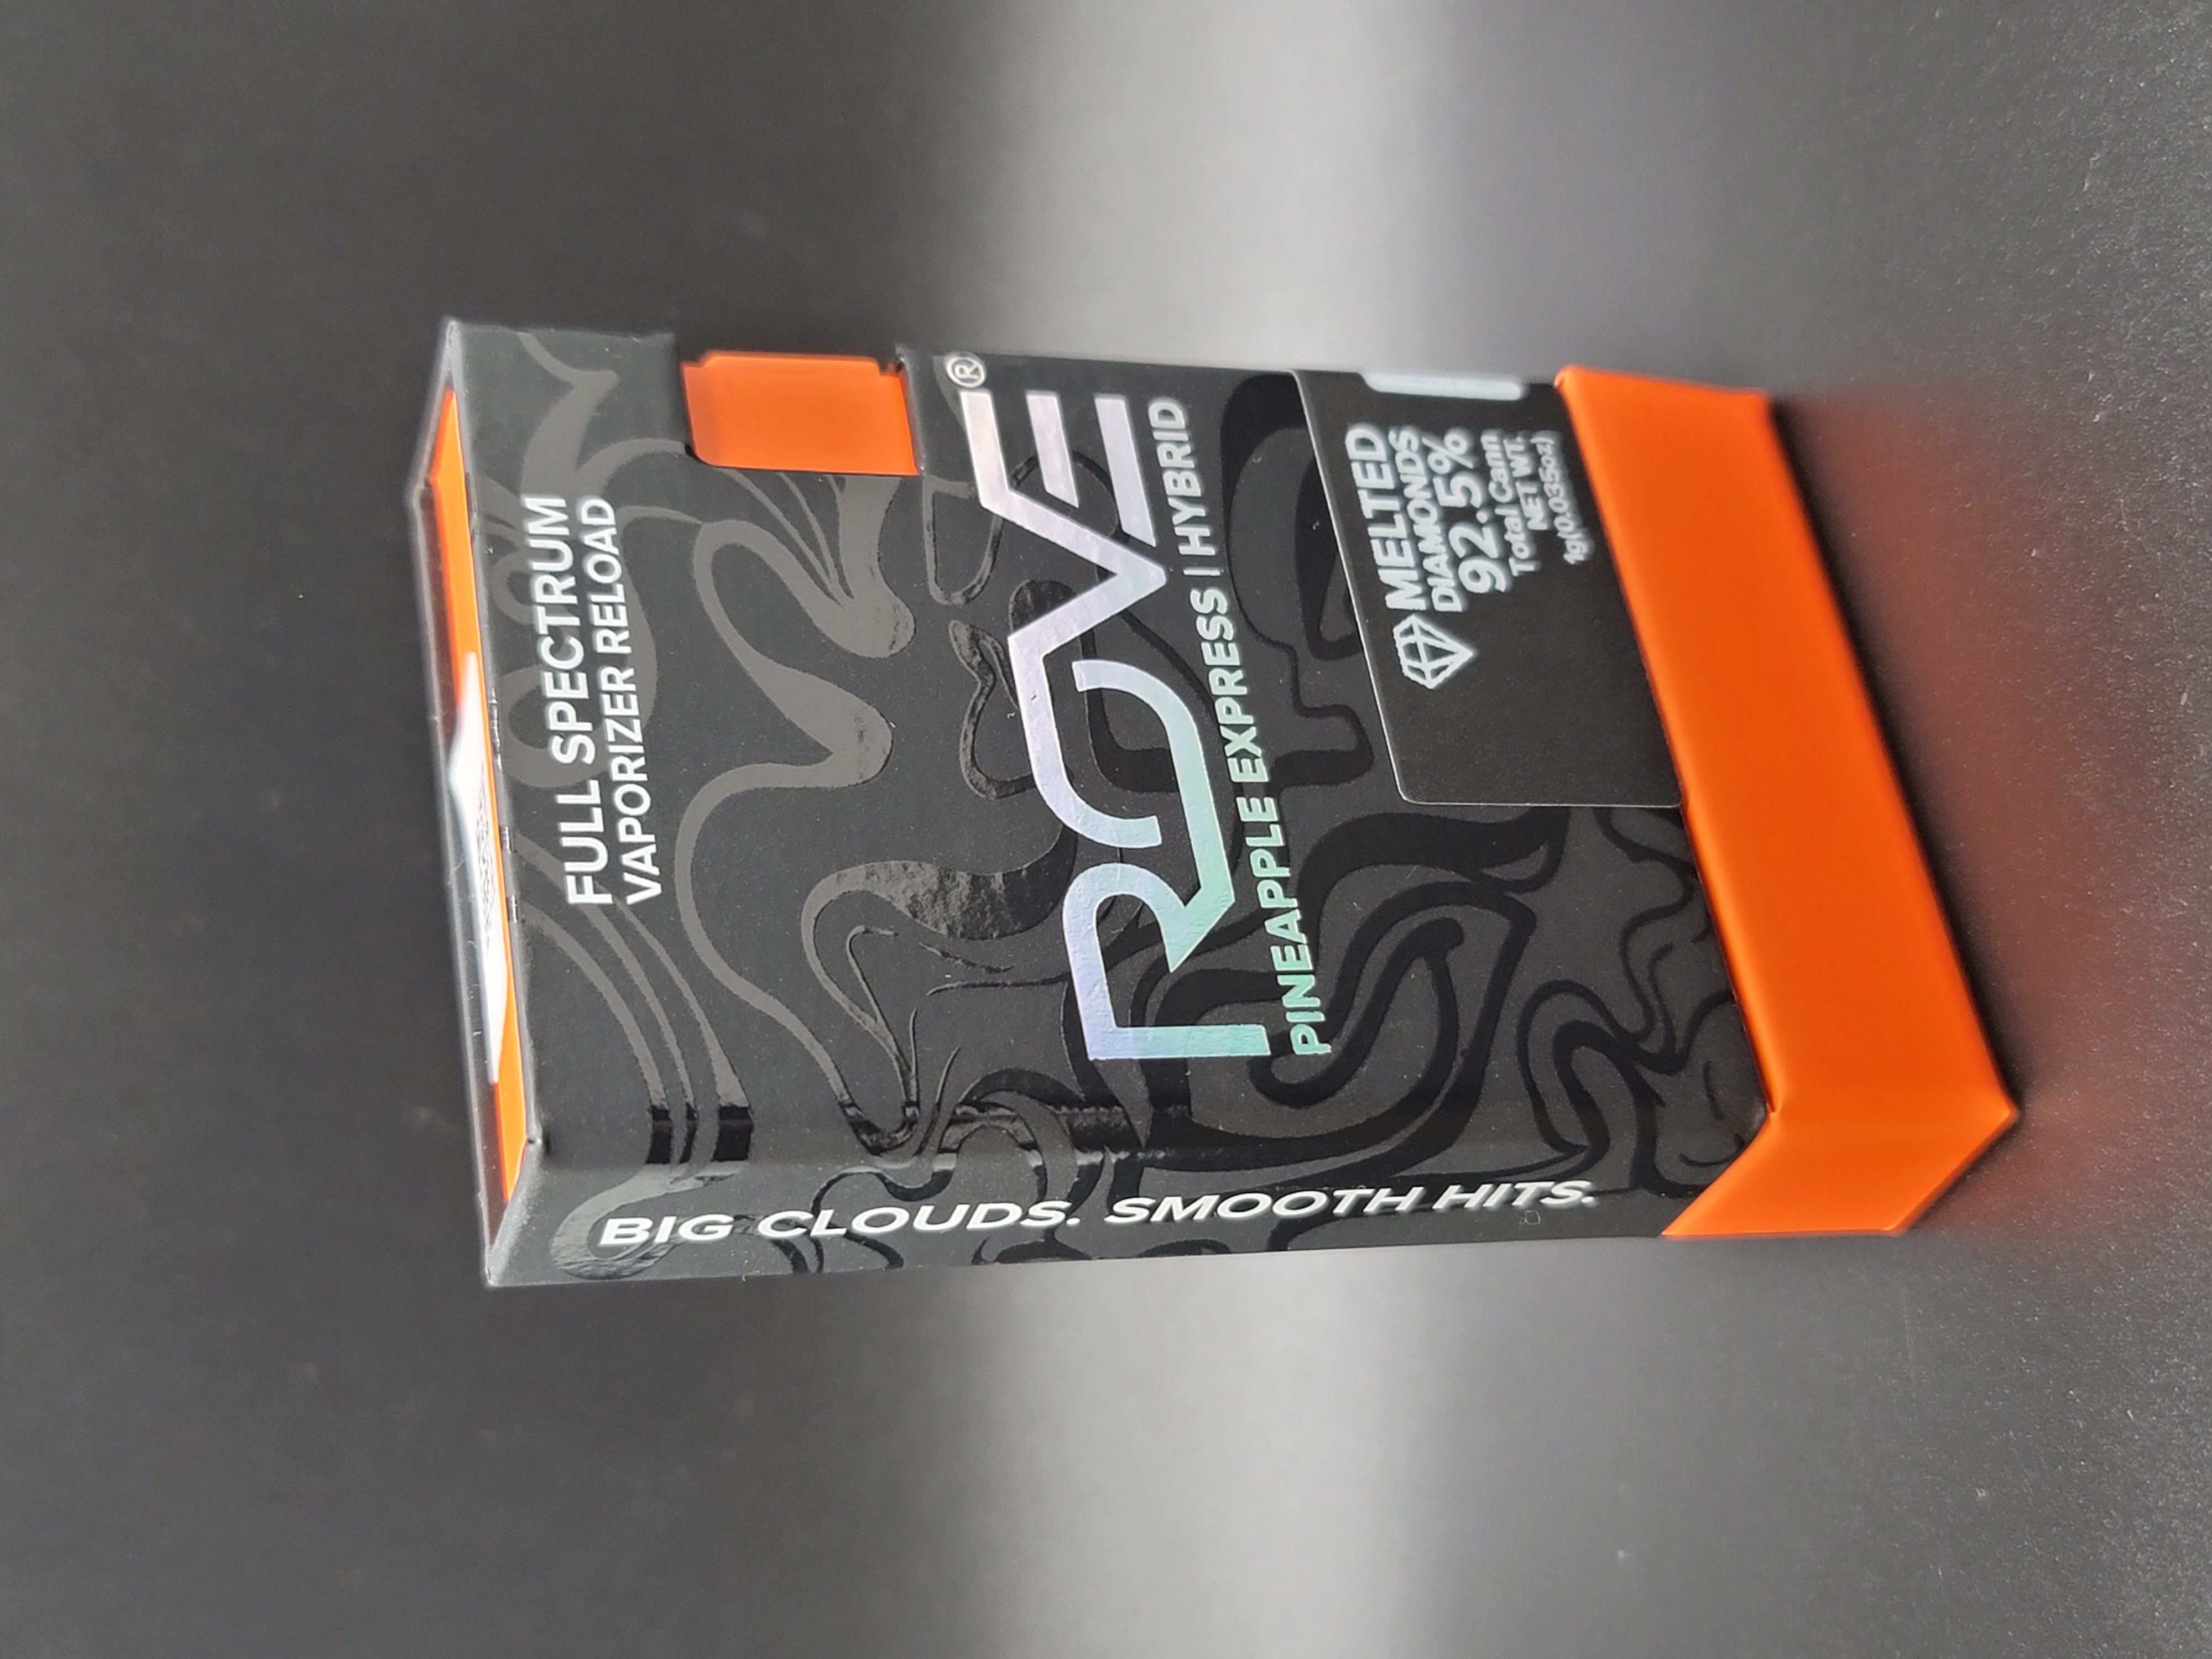 FULL SPECTRUM
VAPORIZER RELOAD
ROVE®
PINEAPPLE EXPRESS | HYBRID
MELTED
DIAMONDS
92.5%
Total Cann
NET WT.
1g(0.035oz)
BIG CLOUDS. SMOOTH HITS.